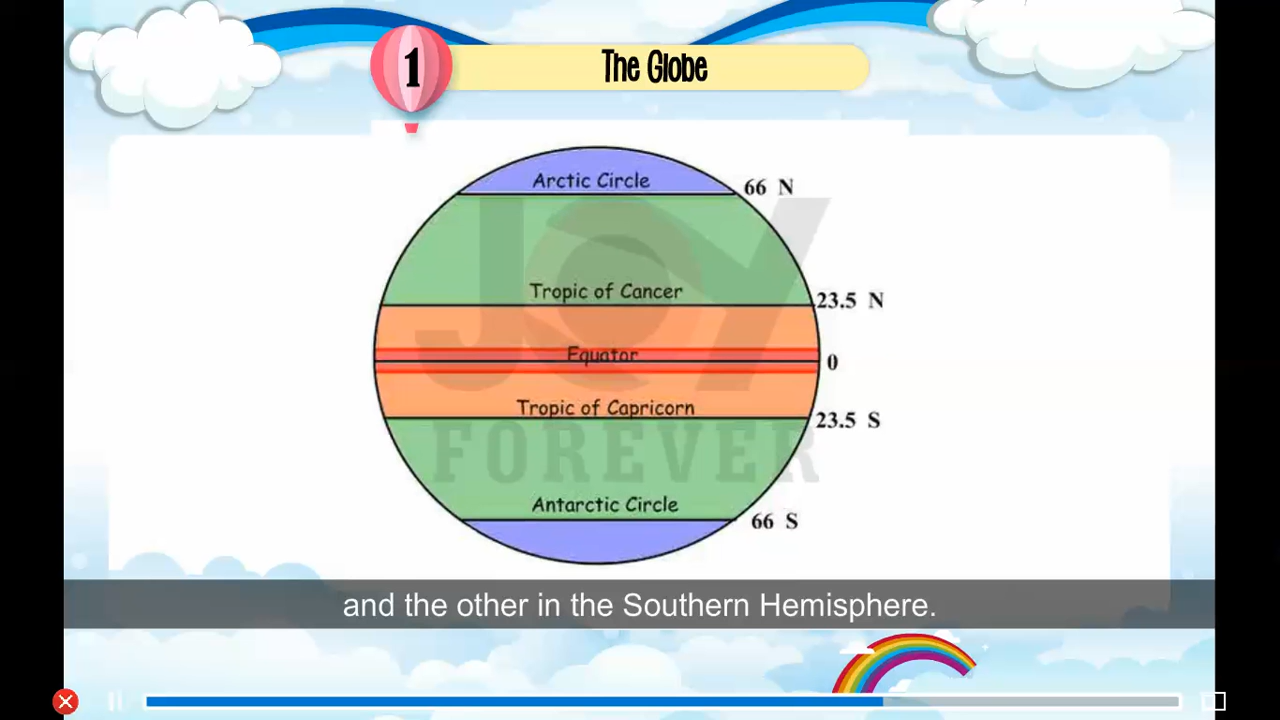 1
The Globe
Arctic Circle
66 N
Tropic of Cancer
23.5 N
Equator
0
Tropic of Capricorn
23.5 S
Antarctic Circle
66 S
JOY
FOREVER
and the other in the Southern Hemisphere.